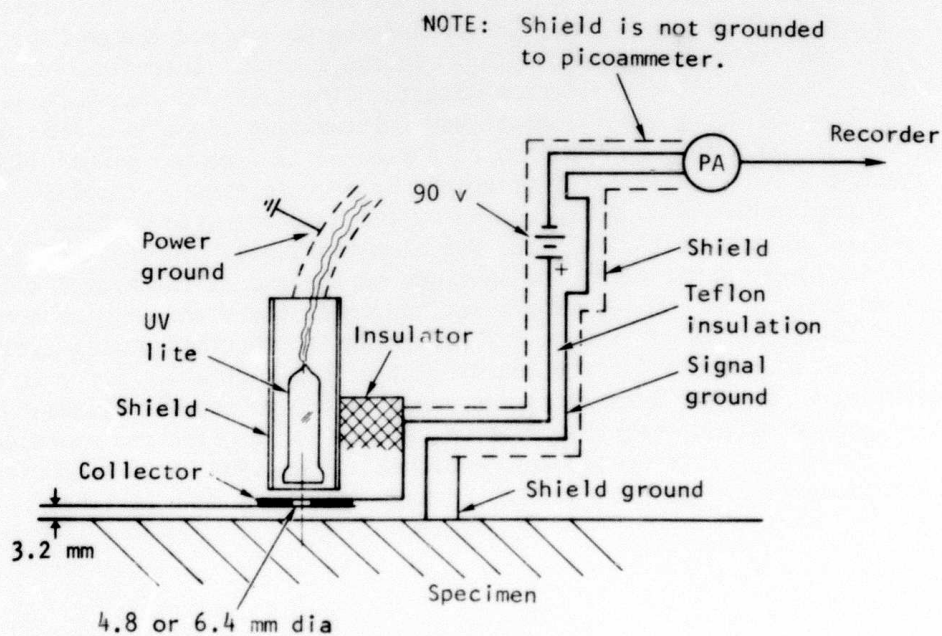 NOTE: Shield is not grounded
to picoammeter.
Recorder
PA
90 v
+
Power
ground
Shield
UV
lite
Insulator
Teflon
insulation
Shield
Signal
ground
Collector
Shield ground
3.2 mm
Specimen
4.8 or 6.4 mm dia